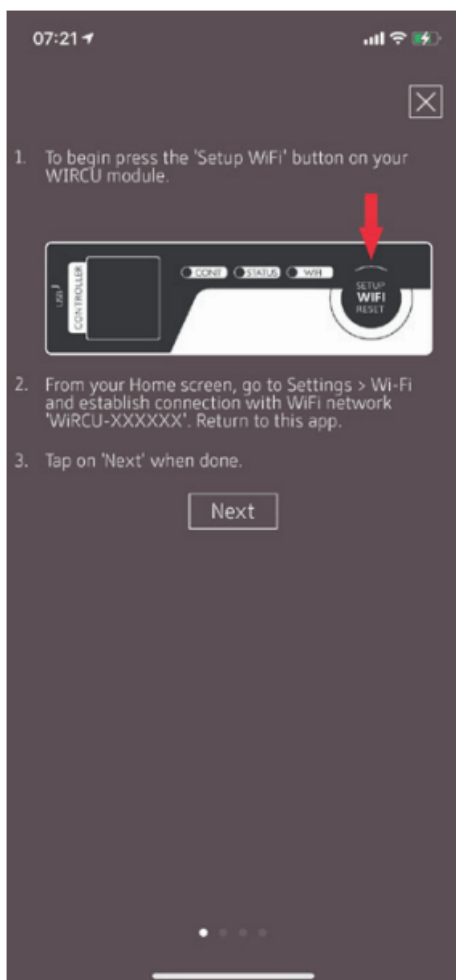 07:21
1. To begin press the 'Setup WiFi' button on your
WIRCU module.
USB
CONTROLLER
CONT STATUS WIFI
SETUP
WIFI
RESET
2. From your Home screen, go to Settings > Wi-Fi
and establish connection with WiFi network
'WiRCU-XXXXXX'. Return to this app.
3. Tap on 'Next' when done.
Next